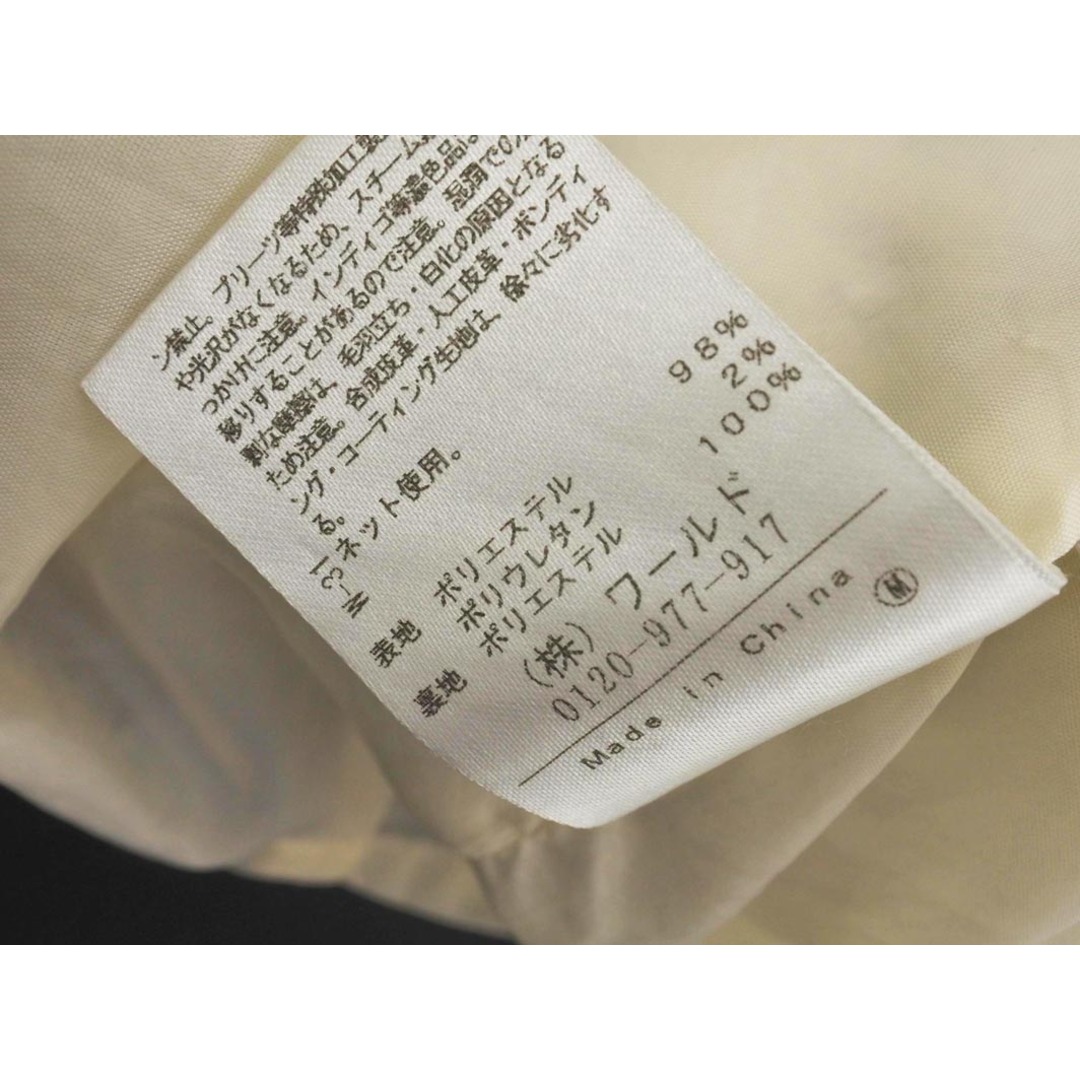 ン禁止。プリーツ等特殊加工製
や光沢がなくなるため、スチーム
っかけに注意。インディゴ等濃色品は
移りすることがあるので注意。湿潤での
な摩擦は、毛羽立ち・白化の原因となる
ため注意。合成皮革・人工皮革・ボンディ
ング・コーティング生地は、徐々に劣化す
る。
ネット使用。
表地 ポリエステル 98%
ポリウレタン 2%
裏地 ポリエステル 100%
(株) ワールド
0120-977-917
Made in China Ⓜ